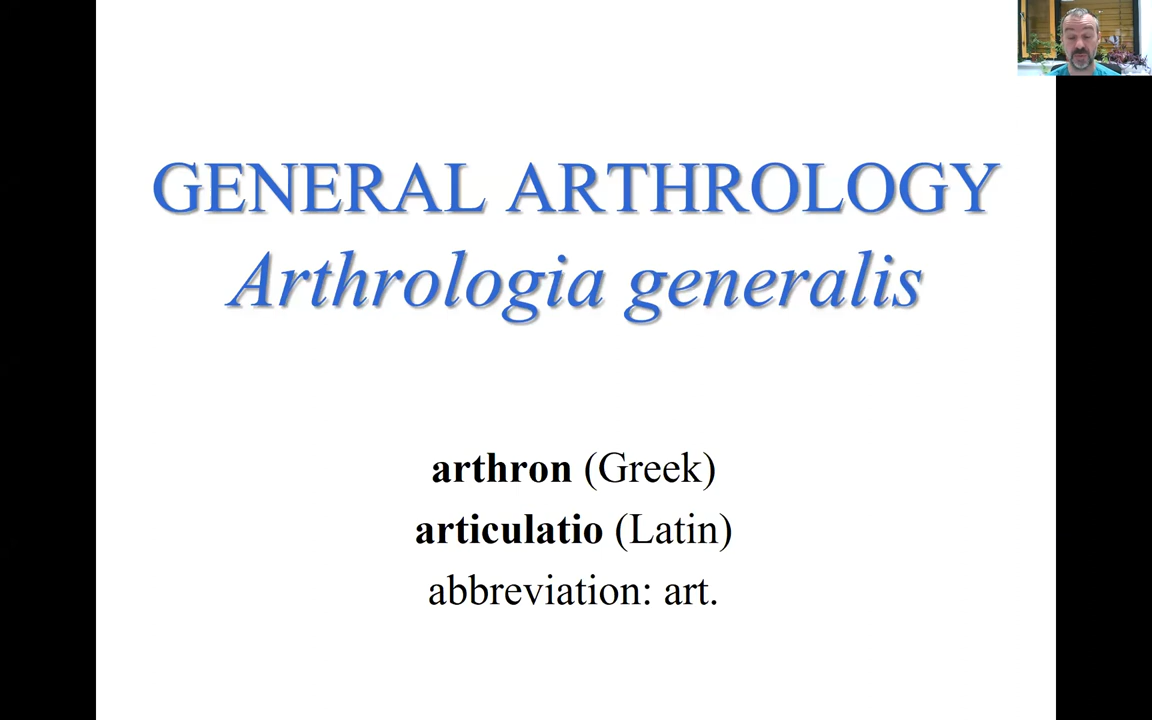 GENERAL ARTHROLOGY
Arthrologia generalis
arthron (Greek)
articulatio (Latin)
abbreviation: art.